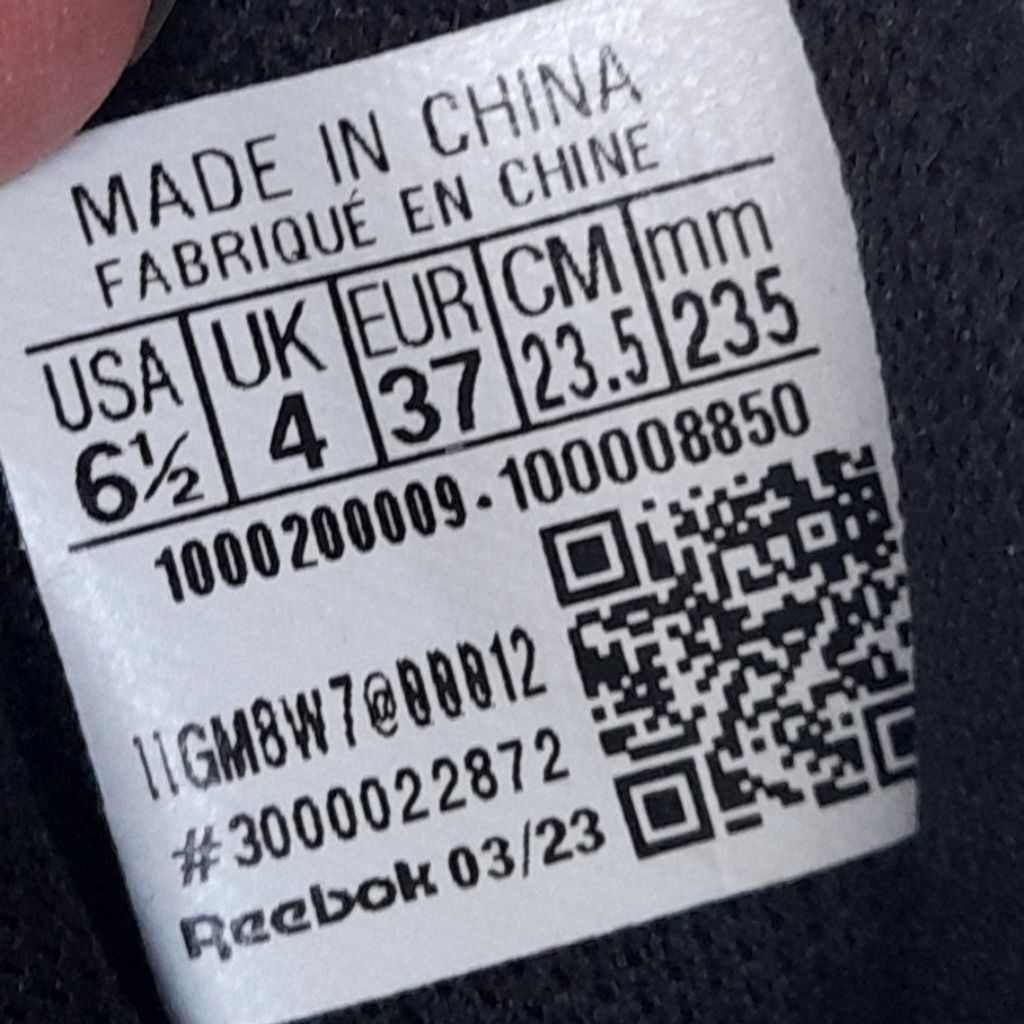 MADE IN CHINA
FABRIQUÉ EN CHINE
USA UK EUR CM mm
6½ 4 37 23.5 235
1000200009-100008850
11GM8W7@00012
#3000022872
Reebok 03/23